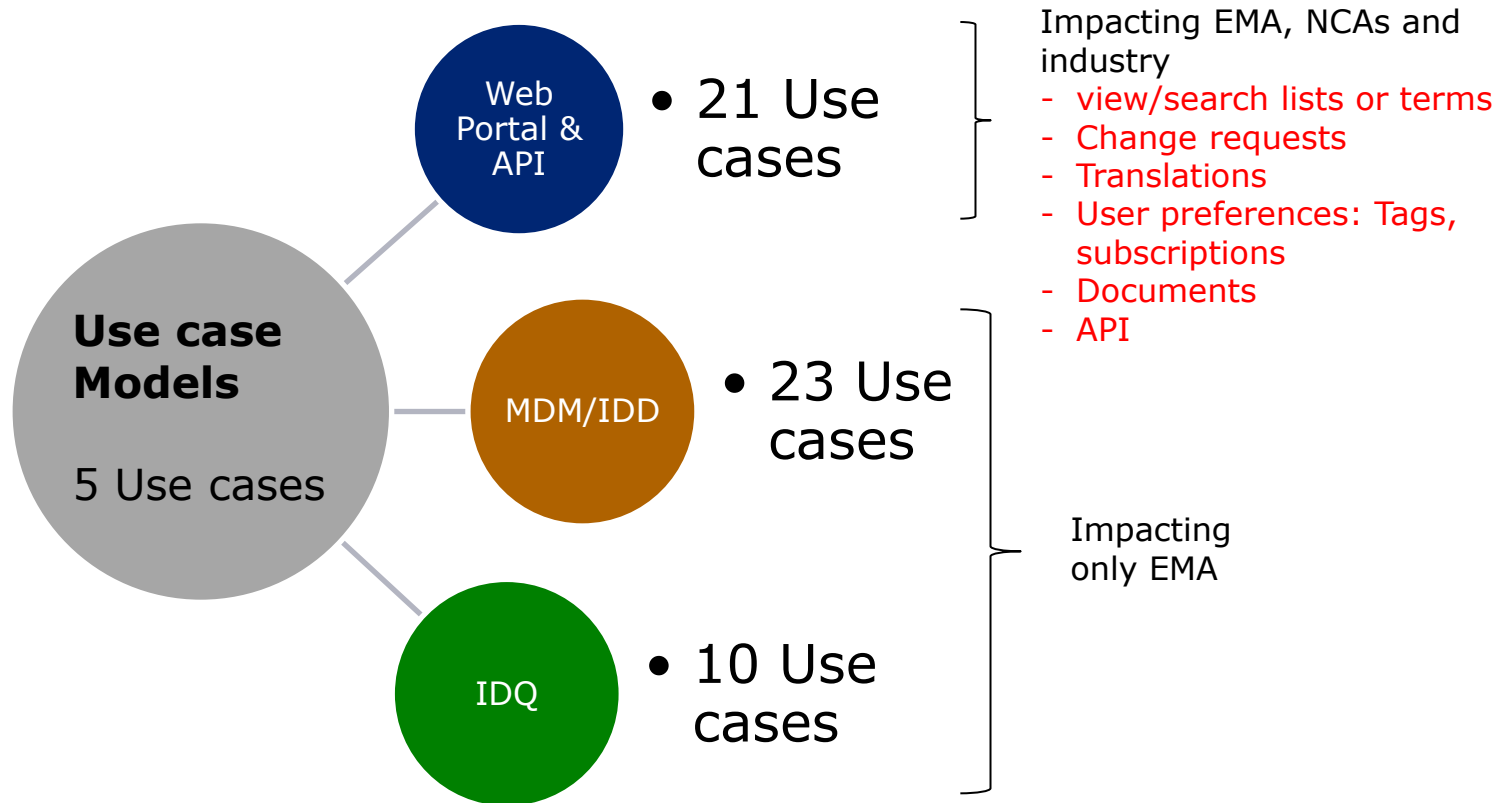 Use case
Models
5 Use cases
Web
Portal &
API
• 21 Use
cases
Impacting EMA, NCAs and
industry
- view/search lists or terms
- Change requests
- Translations
- User preferences: Tags,
subscriptions
- Documents
- API
MDM/IDD
• 23 Use
cases
IDQ
• 10 Use
cases
Impacting
only EMA